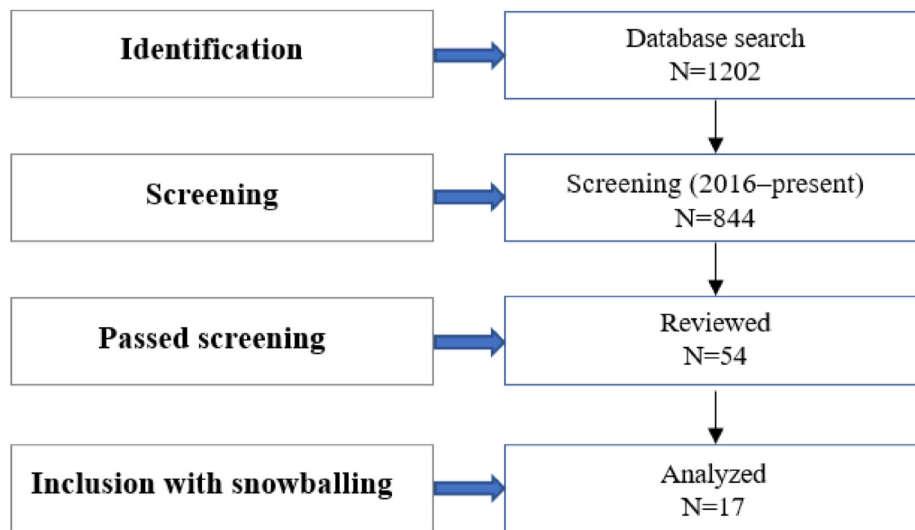 Identification
Database search
N=1202
Screening
Screening (2016–present)
N=844
Passed screening
Reviewed
N=54
Inclusion with snowballing
Analyzed
N=17